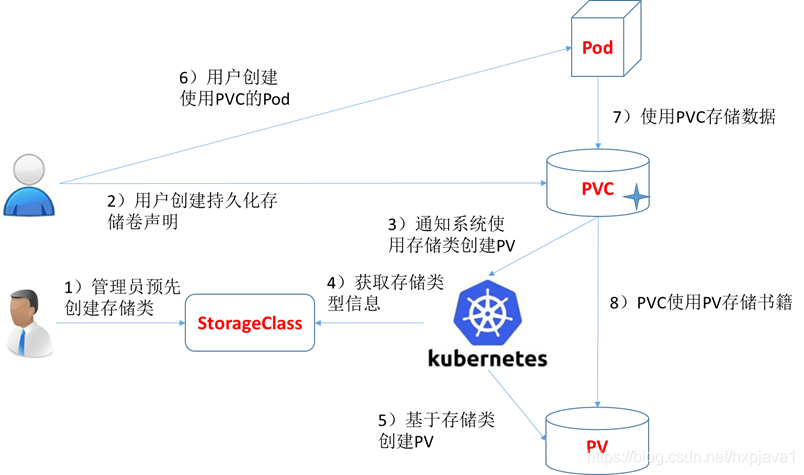 Pod
6）用户创建
使用PVC的Pod
7）使用PVC存储数据
PVC
2）用户创建持久化存
储卷声明
3）通知系统使
用存储类创建PV
1）管理员预先
创建存储类
4）获取存储类
型信息
StorageClass
kubernetes
8）PVC使用PV存储书籍
5）基于存储类
创建PV
PV
https://blog.csdn.net/hxpjava1